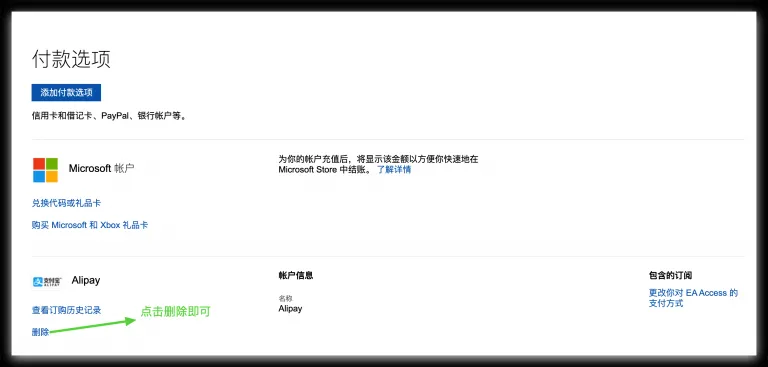 付款选项
添加付款选项
信用卡和借记卡、PayPal、银行帐户等。
Microsoft 帐户
为你的帐户充值后，将显示该金额以方便你快速地在
Microsoft Store 中结账。 了解详情
兑换代码或礼品卡
购买 Microsoft 和 Xbox 礼品卡
支付宝
ALIPAY
Alipay
帐户信息
包含的订阅
查看订购历史记录
点击删除即可
名称
Alipay
更改你对 EA Access 的
支付方式
删除